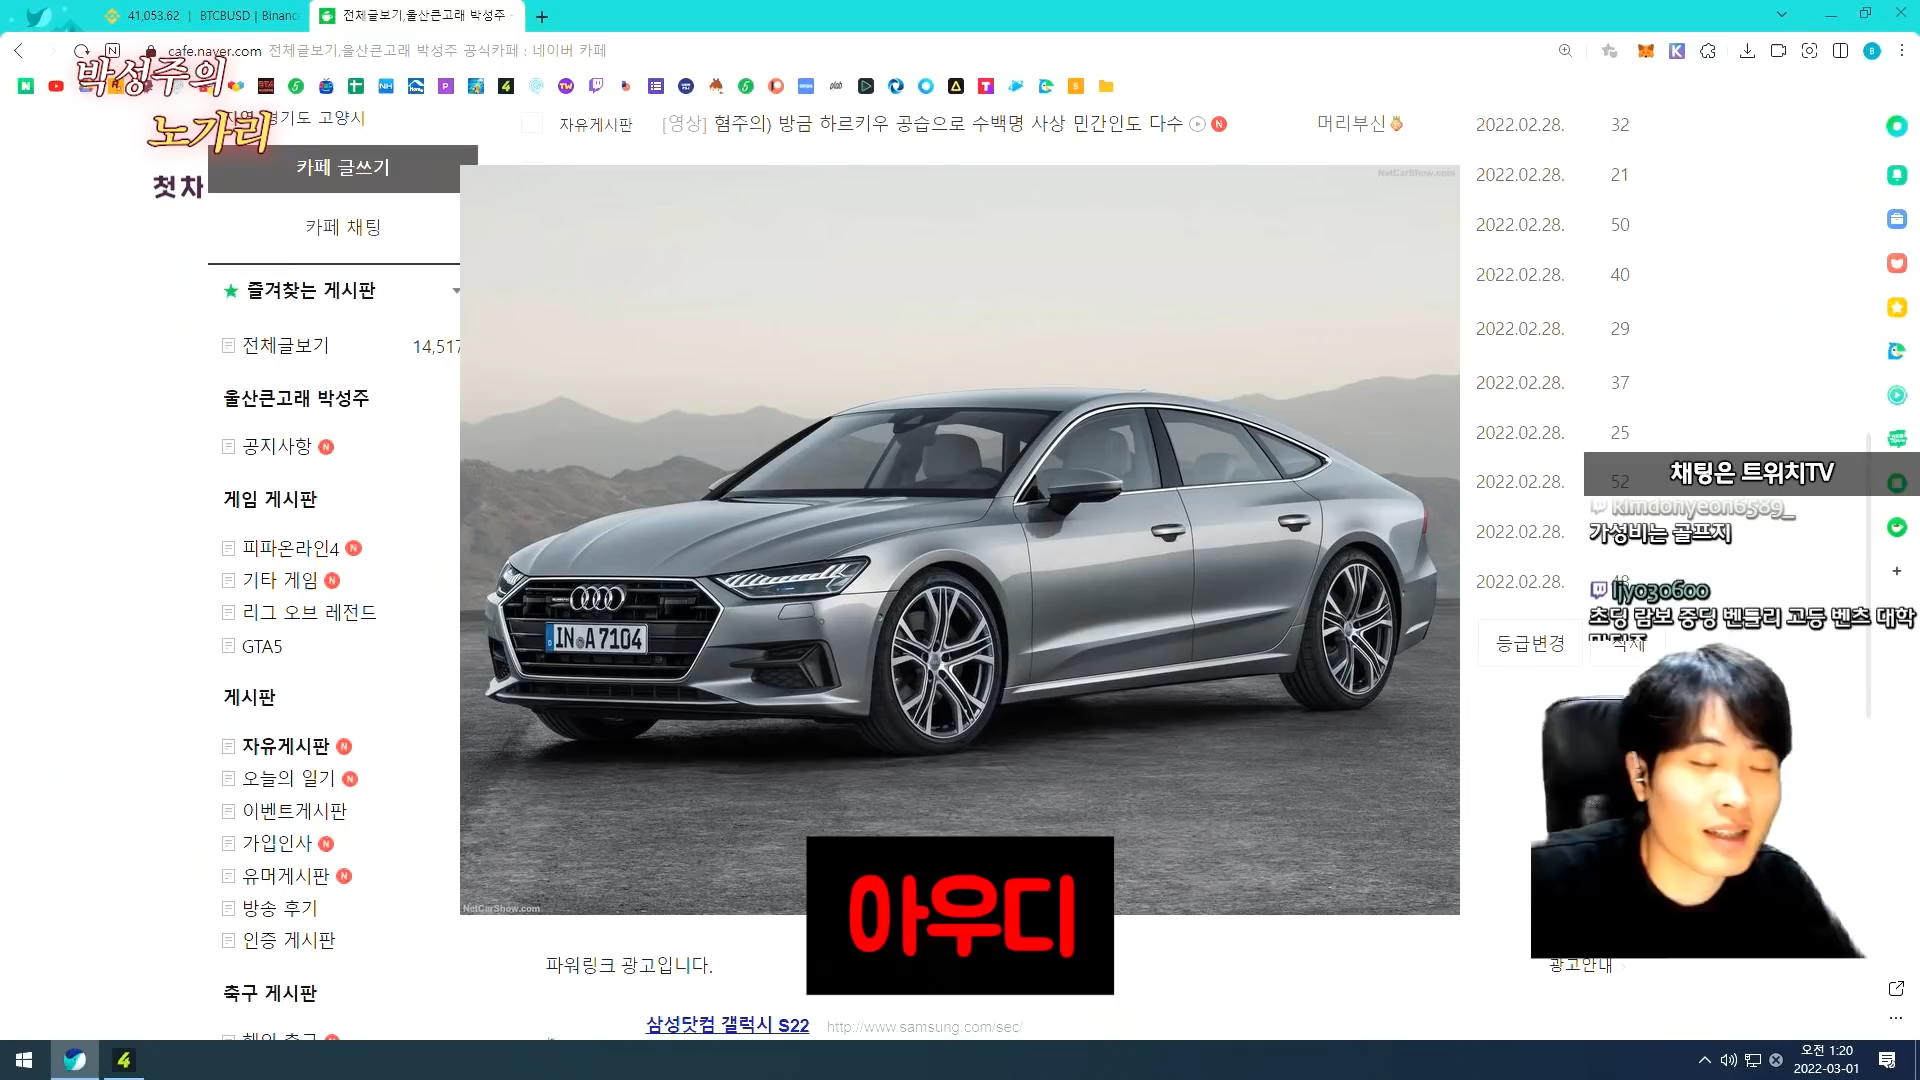 41,053.62 | BTCBUSD | Binanc
전체글보기,울산큰고래 박성주
cafe.naver.com 전체글보기,울산큰고래 박성주 공식카페 : 네이버 카페
박성주의
노가리
첫차
경기도 고양시
자유게시판 [영상] 혐주의) 방금 하르키우 공습으로 수백명 사상 민간인도 다수 N 머리부신 2022.02.28. 32
카페 글쓰기
2022.02.28. 21
카페 채팅
2022.02.28. 50
2022.02.28. 40
즐겨찾는 게시판
2022.02.28. 29
전체글보기 14,517
2022.02.28. 37
울산큰고래 박성주
2022.02.28. 25
공지사항 N
2022.02.28. 52
게임 게시판
2022.02.28.
피파온라인4 N
기타 게임 N
2022.02.28. 48
리그 오브 레전드
GTA5
등급변경 삭제
게시판
자유게시판 N
오늘의 일기 N
이벤트게시판
가입인사 N
유머게시판 N
방송 후기
인증 게시판
축구 게시판
해외 축구
NetCarShow.com
IN A 7104
NetCarShow.com
아우디
채팅은 트위치TV
kimdohyeon6589_
가성비는 골프지
ljyo30600
초딩 람보 중딩 벤틀리 고등 벤츠 대학
파워링크 광고입니다.
광고안내
삼성닷컴 갤럭시 S22 http://www.samsung.com/sec/
오전 1:20
2022-03-01